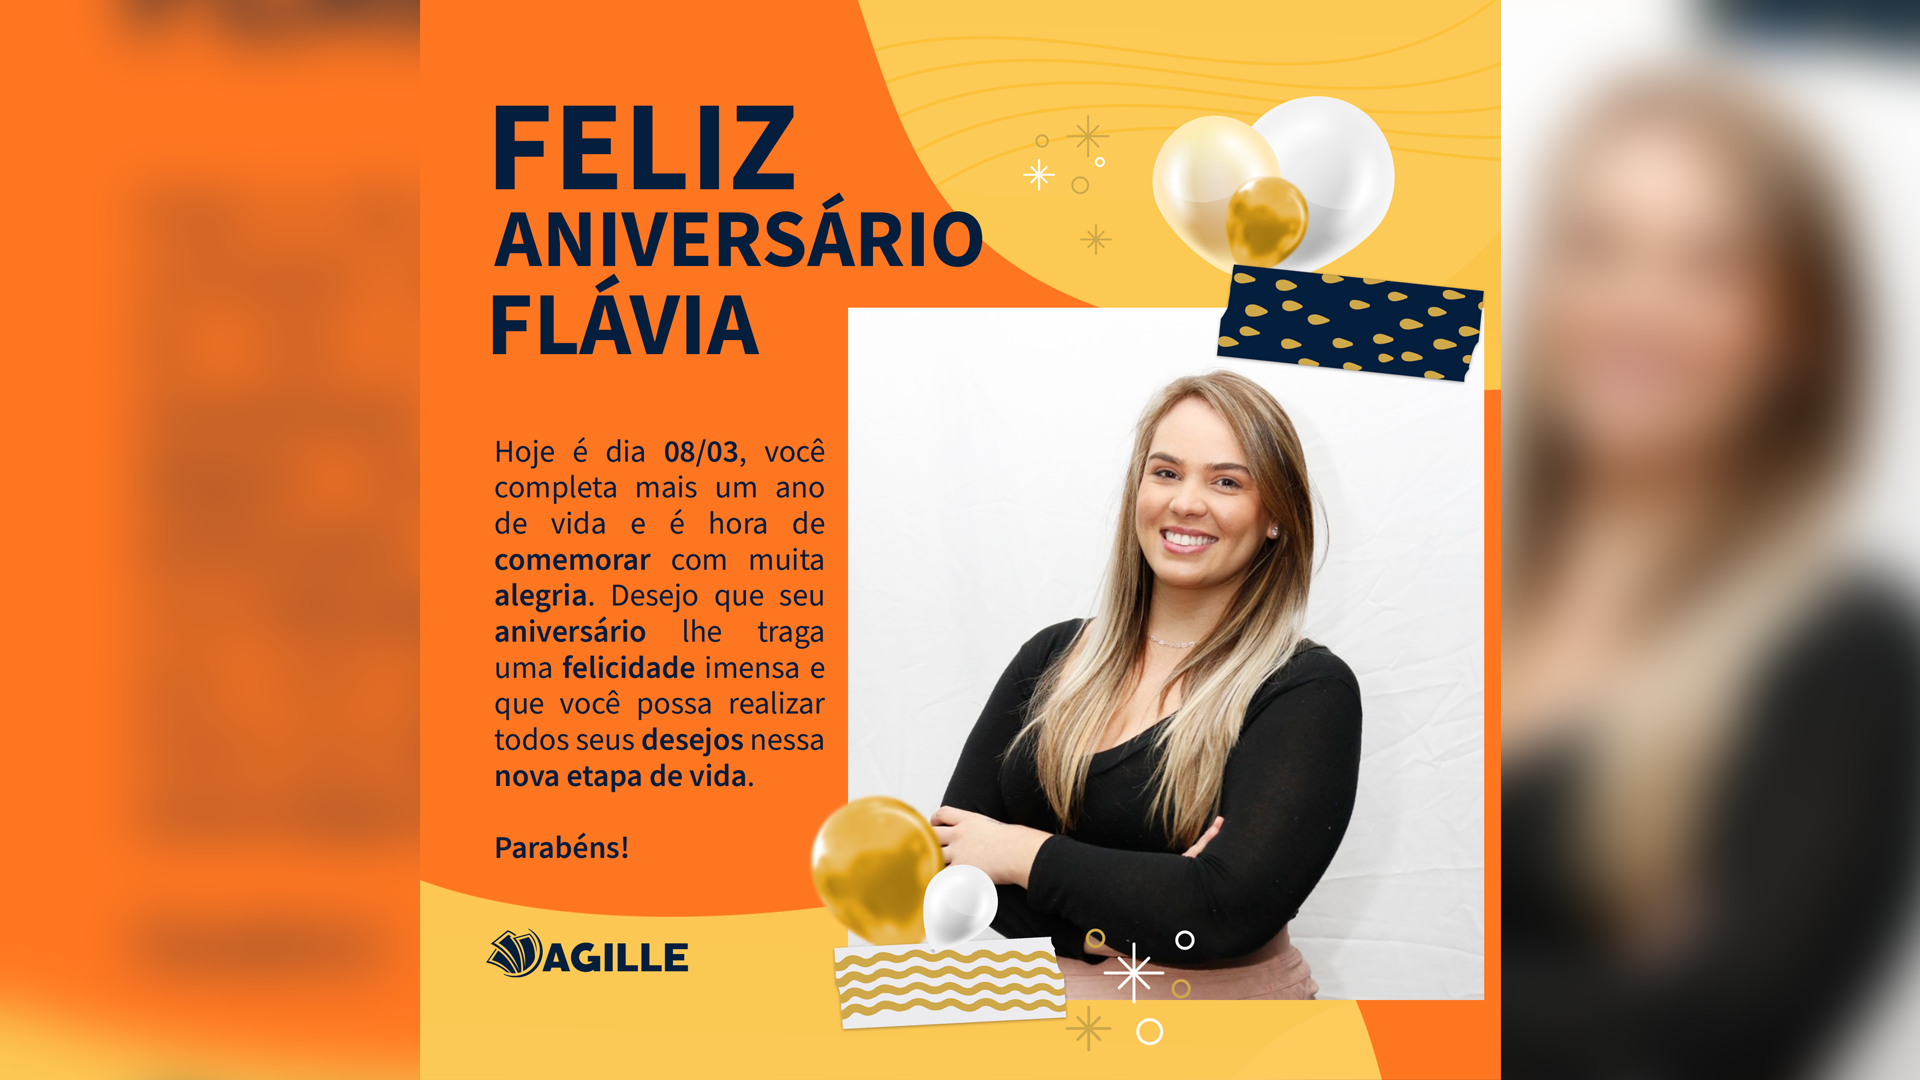 FELIZ
ANIVERSÁRIO
FLÁVIA
Hoje é dia 08/03, você
completa mais um ano
de vida e é hora de
comemorar com muita
alegria. Desejo que seu
aniversário lhe traga
uma felicidade imensa e
que você possa realizar
todos seus desejos nessa
nova etapa de vida.
Parabéns!
AGILLE